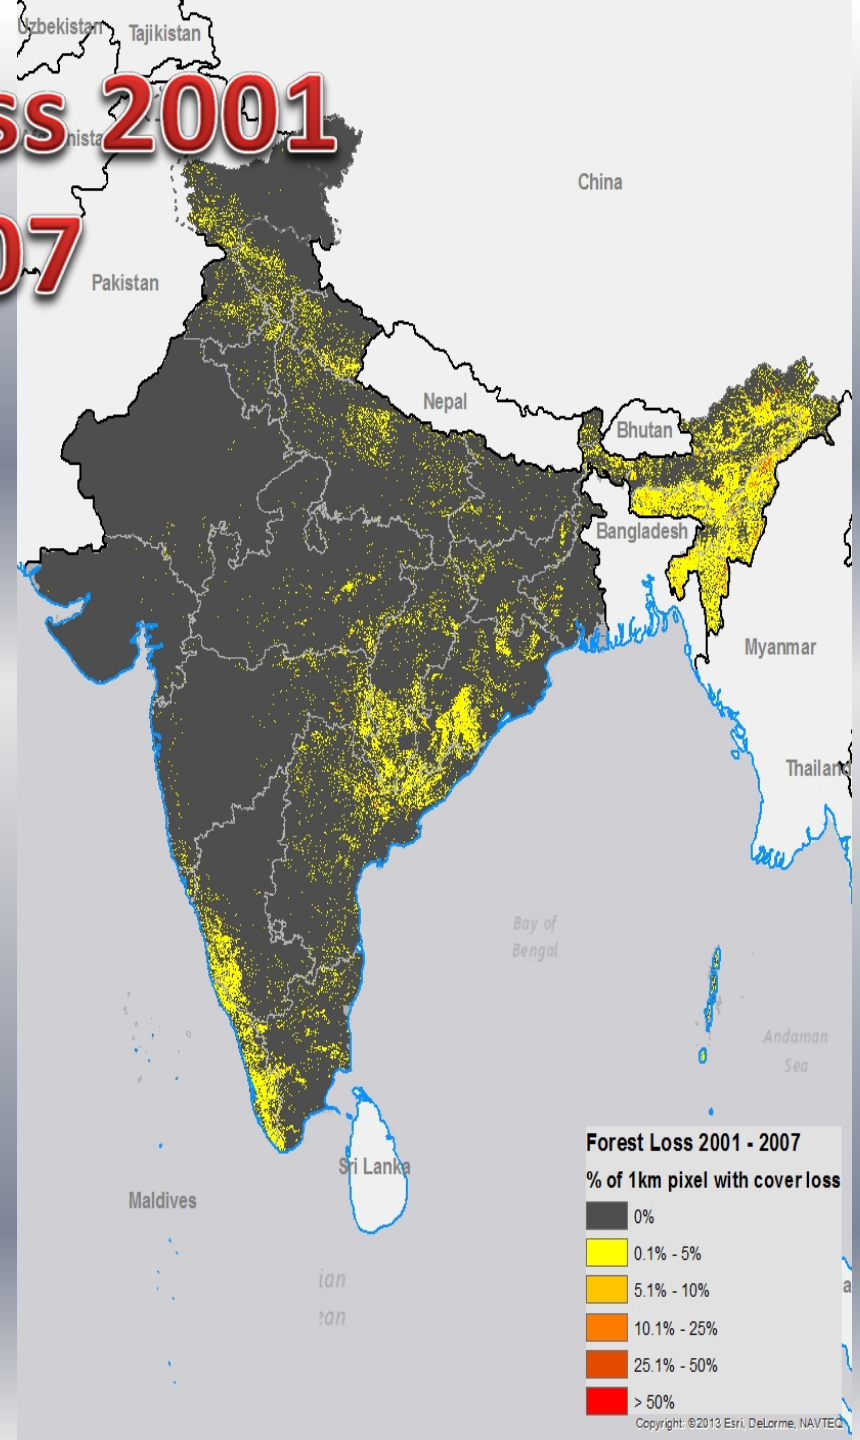 Uzbekistan
Tajikistan
ss 2001
China
07
Pakistan
Nepal
Bhutan
Bangladesh
Myanmar
Thailand
Bay of
Bengal
Andaman
Sea
Forest Loss 2001 - 2007
% of 1km pixel with cover loss
Sri Lanka
Maldives
0%
0.1% - 5%
5.1% - 10%
10.1% - 25%
25.1% - 50%
> 50%
Copyright: ©2013 Esri, DeLorme, NAVTEQ